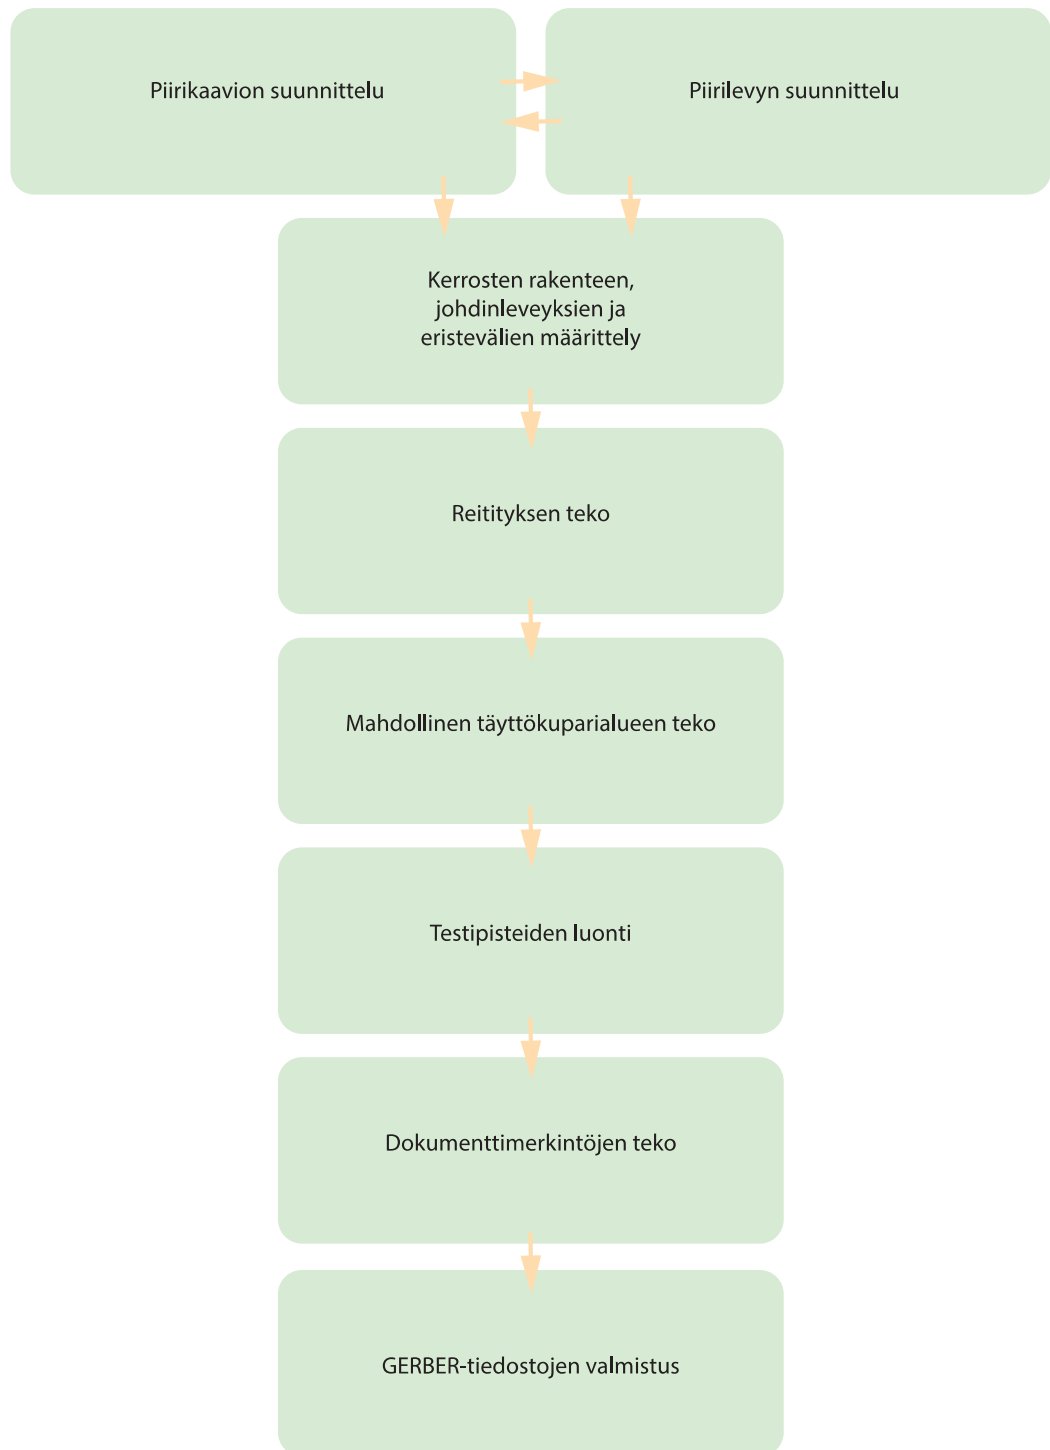 Piirikaavion suunnittelu
Piirilevyn suunnittelu
Kerrosten rakenteen,
johdinleveyksien ja
eristevälien määrittely
Reitityksen teko
Mahdollinen täyttökuparialueen teko
Testipisteiden luonti
Dokumenttimerkintöjen teko
GERBER-tiedostojen valmistus